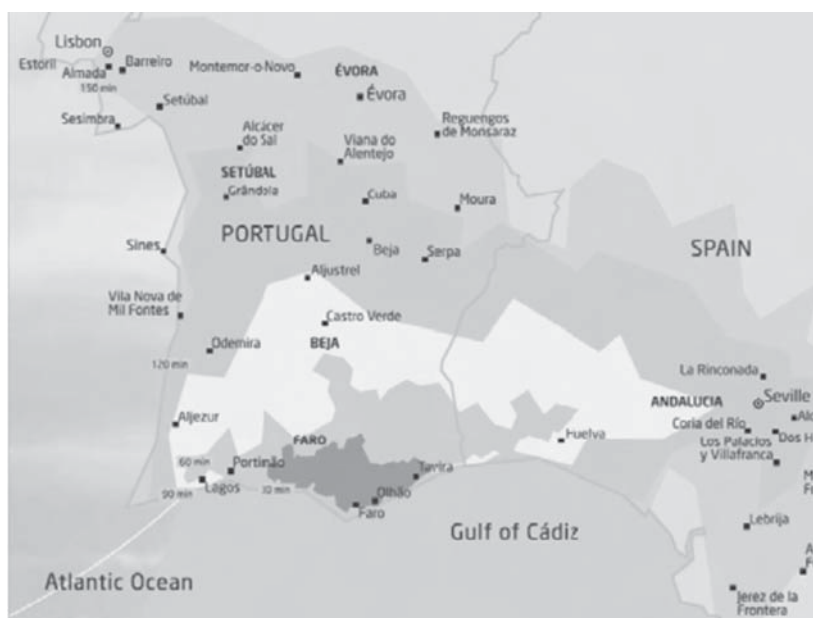 Lisbon
Estoril
Almada
Barreiro
150 min
Montemor-o-Novo
ÉVORA
Évora
Setúbal
Sesimbra
Alcácer
do Sal
Reguengos
de Monsaraz
Viana do
Alentejo
SETÚBAL
Grândola
Cuba
Moura
PORTUGAL
SPAIN
Sines
Beja
Serpa
Aljustrel
Vila Nova de
Mil Fontes
Castro Verde
Odemira
BEJA
120 min
La Rinconada
ANDALUCIA
Seville
Aljezur
Coria del Río
Dos H
Los Palacios
y Villafranca
Huelva
FARO
60 min
Portimão
Tavira
90 min
Lagos
30 min
Olhão
Faro
Gulf of Cádiz
Lebrija
Atlantic Ocean
Jerez de la
Frontera